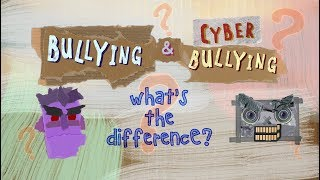 BULLYING & CYBER BULLYING
what's
the
difference?
? ? ? ? ?